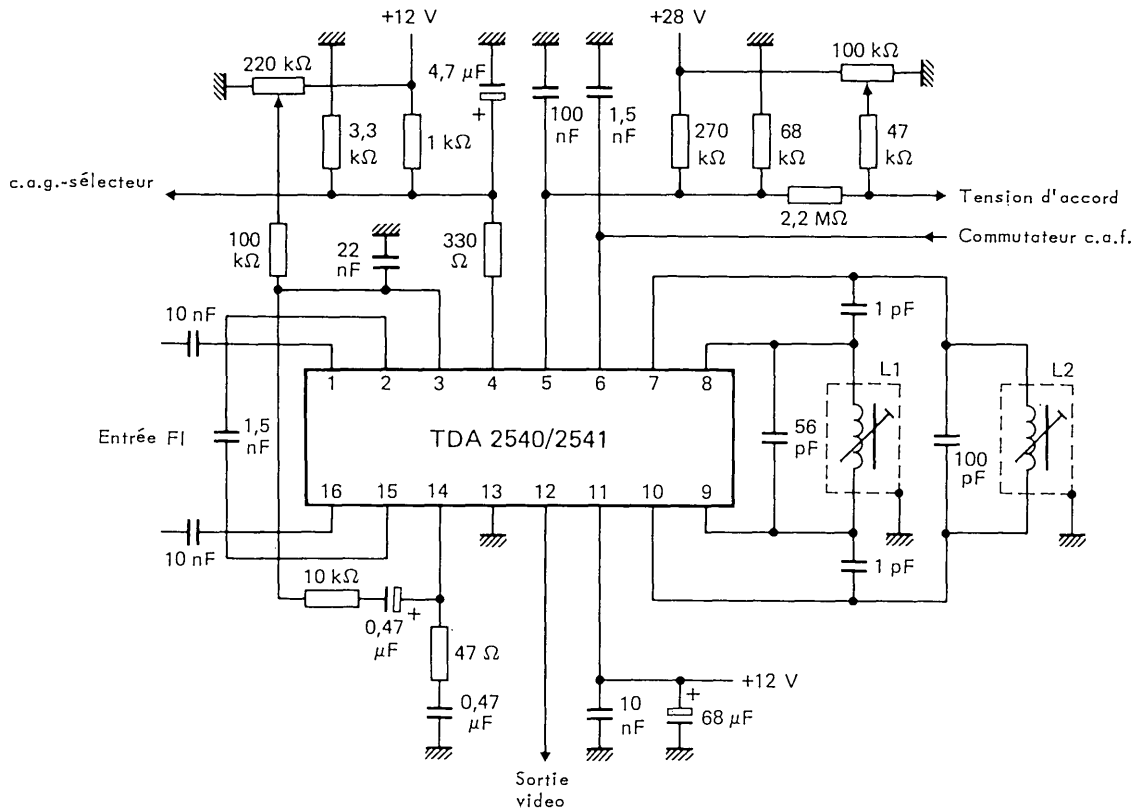 +12 V
+28 V
220 kΩ
4,7 µF
+
100 nF
1,5 nF
100 kΩ
3,3 kΩ
1 kΩ
270 kΩ
68 kΩ
47 kΩ
c.a.g.-sélecteur
2,2 MΩ
Tension d'accord
Commutateur c.a.f.
100 kΩ
22 nF
330 Ω
10 nF
1 pF
1 2 3 4 5 6 7 8
L1
L2
Entrée FI
1,5 nF
TDA 2540/2541
56 pF
100 pF
16 15 14 13 12 11 10 9
10 nF
1 pF
10 kΩ
0,47 µF
+
47 Ω
0,47 µF
+12 V
10 nF
+
68 µF
Sortie
video